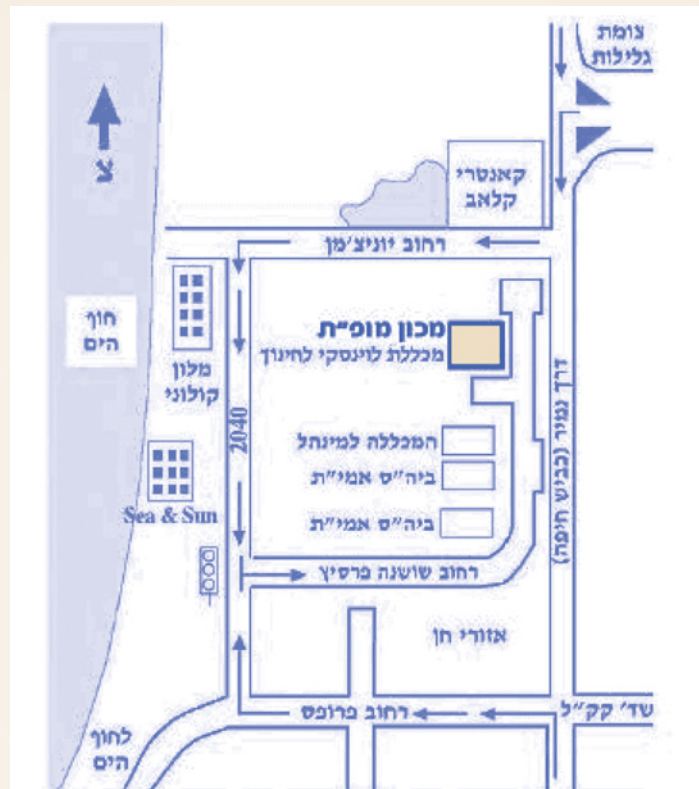 צומת
גלילות
צ
קאנטרי
קלאב
רחוב יוניצ'מן
חוף
הים
מלון
קולוני
מכון מופ״ת
מכללת לוינסקי לחינוך
דרך נמיר (כביש חיפה)
2040
המכללה למינהל
ביה״ס אמי״ת
Sea & Sun
ביה״ס אמי״ת
רחוב שושנה פרסיץ
אזורי חן
שד' קק״ל
רחוב פרופס
לחוף
הים